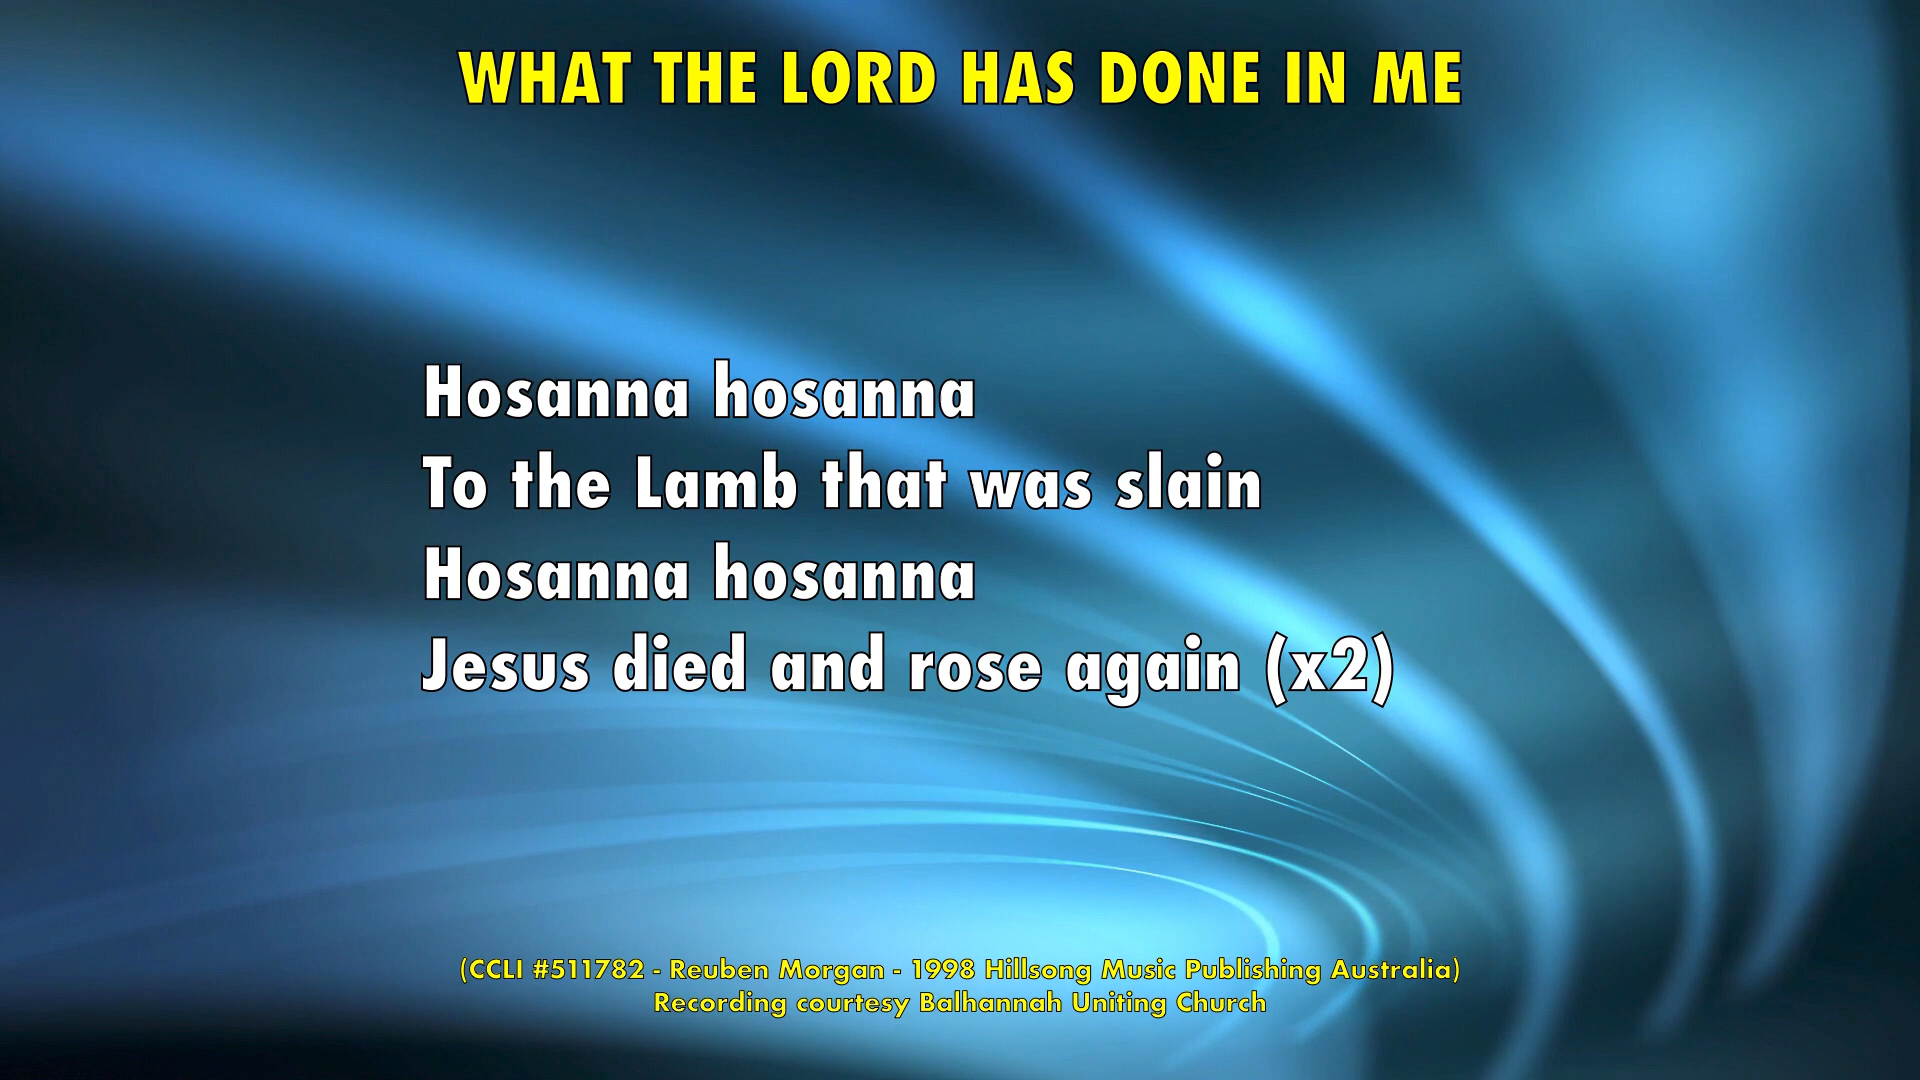 WHAT THE LORD HAS DONE IN ME
Hosanna hosanna
To the Lamb that was slain
Hosanna hosanna
Jesus died and rose again (x2)
(CCLI #511782 - Reuben Morgan - 1998 Hillsong Music Publishing Australia)
Recording courtesy Balhannah Uniting Church